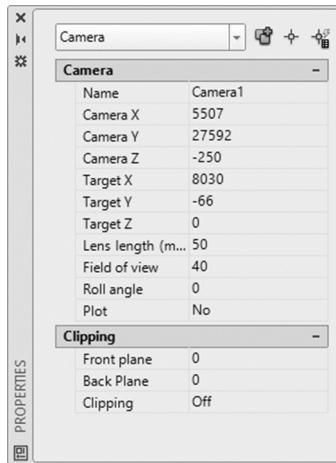 Camera
Camera
Name Camera1
Camera X 5507
Camera Y 27592
Camera Z -250
Target X 8030
Target Y -66
Target Z 0
Lens length (m... 50
Field of view 40
Roll angle 0
Plot No
Clipping
Front plane 0
Back Plane 0
Clipping Off
PROPERTIES